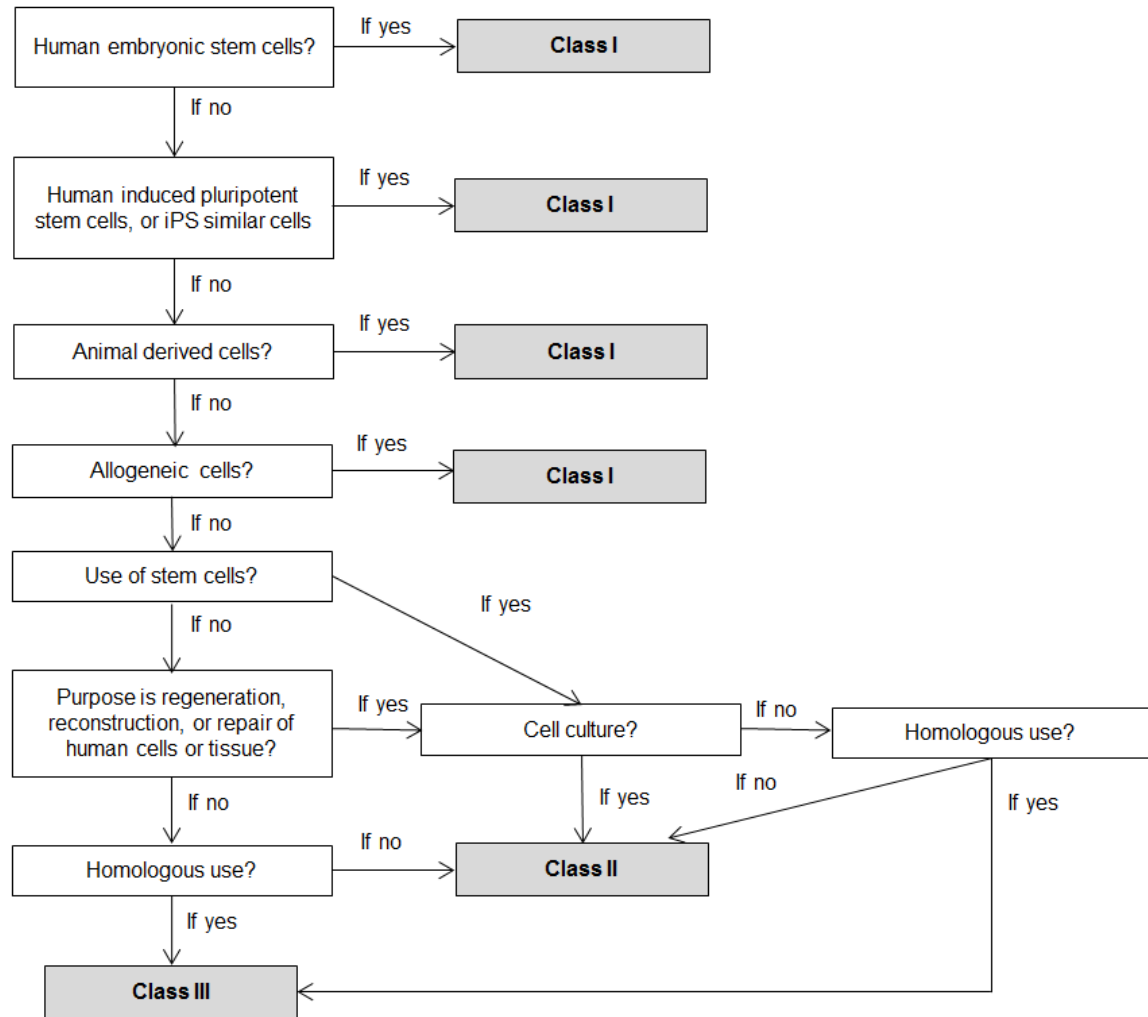 Human embryonic stem cells?
If yes
Class I
If no
Human induced pluripotent
stem cells, or iPS similar cells
If yes
Class I
If no
Animal derived cells?
If yes
Class I
If no
Allogeneic cells?
If yes
Class I
If no
Use of stem cells?
If yes
If no
Purpose is regeneration,
reconstruction, or repair of
human cells or tissue?
If yes
Cell culture?
If no
Homologous use?
If no
If yes
If no
If yes
Homologous use?
If no
Class II
If yes
Class III